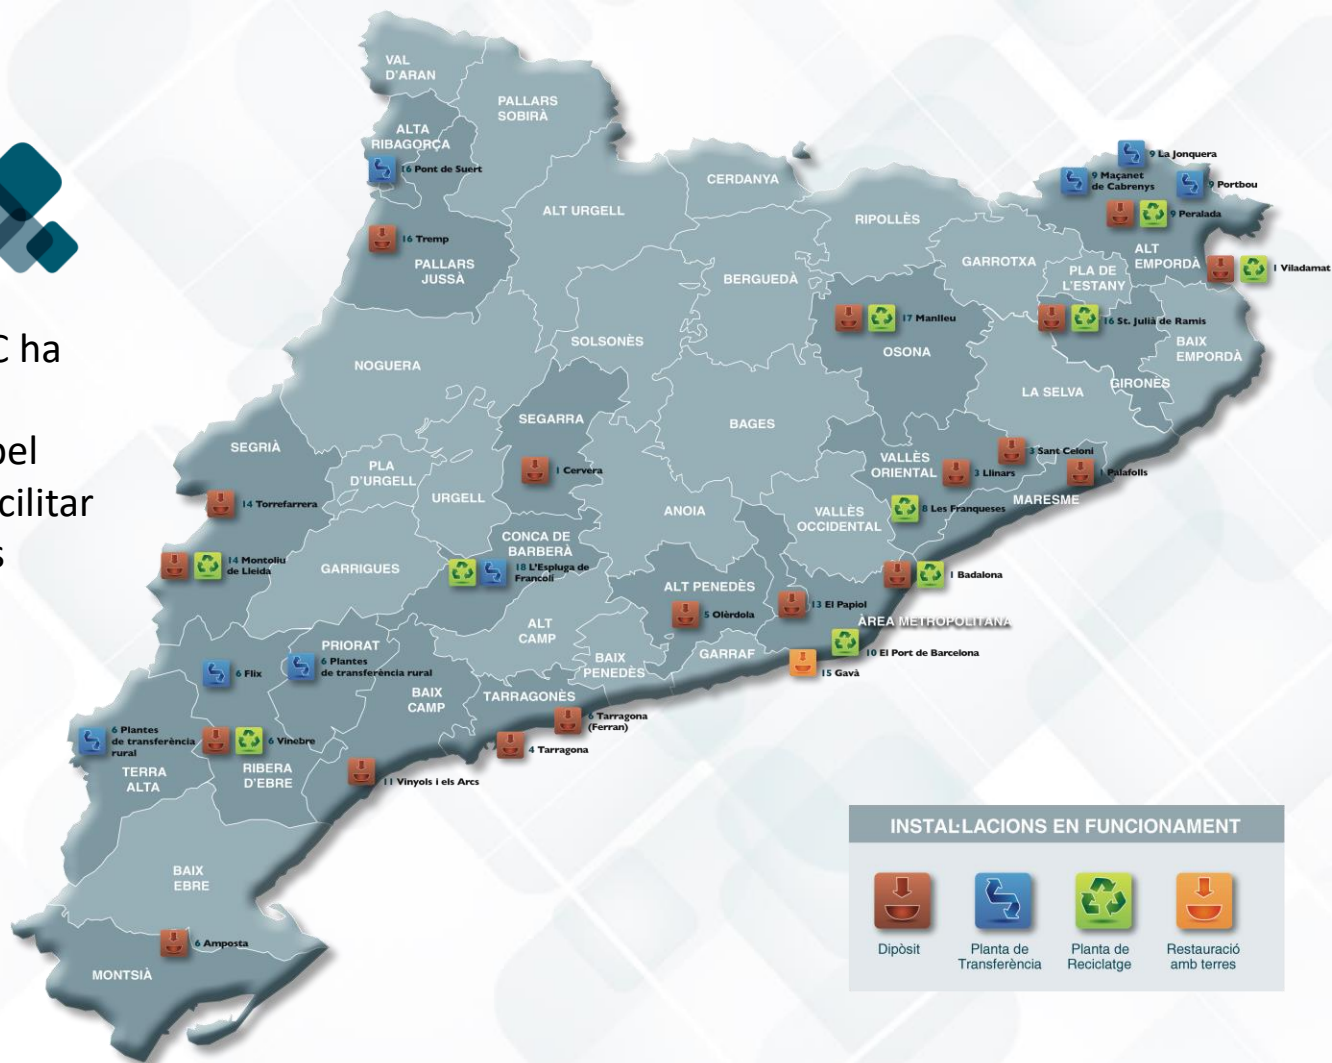 C ha
pel
cilitar
s
VAL
D'ARAN
PALLARS
SOBIRÀ
ALTA
RIBAGORÇA
16 Pont de Suert
CERDANYA
9 La Jonquera
9 Maçanet
de Cabrenys
9 Portbou
ALT URGELL
RIPOLLÈS
9 Peralada
16 Tremp
PALLARS
JUSSÀ
BERGUEDÀ
GARROTXA
PLA DE
L'ESTANY
ALT
EMPORDÀ
1 Viladamat
17 Manlleu
16 St. Julià de Ramis
SOLSONÈS
OSONA
BAIX
EMPORDÀ
NOGUERA
LA SELVA
GIRONÈS
SEGARRA
BAGES
SEGRIÀ
3 Sant Celoni
PLA
D'URGELL
1 Cervera
VALLÈS
ORIENTAL
3 Llinars
1 Palafolls
URGELL
MARESME
14 Torrefarrera
ANOIA
VALLÈS
OCCIDENTAL
8 Les Franqueses
CONCA DE
BARBERÀ
14 Montoliu
de Lleida
GARRIGUES
18 L'Espluga de
Francolí
ALT PENEDÈS
1 Badalona
5 Olèrdola
13 El Papiol
ÀREA METROPOLITANA
ALT
CAMP
PRIORAT
BAIX
PENEDÈS
GARRAF
10 El Port de Barcelona
6 Flix
6 Plantes
de transferència rural
15 Gavà
BAIX
CAMP
TARRAGONÈS
6 Tarragona
(Ferran)
6 Plantes
de transferència
rural
6 Vinebre
4 Tarragona
TERRA
ALTA
RIBERA
D'EBRE
11 Vinyols i els Arcs
BAIX
EBRE
6 Amposta
MONTSIÀ
INSTAL·LACIONS EN FUNCIONAMENT
Dipòsit
Planta de
Transferència
Planta de
Reciclatge
Restauració
amb terres